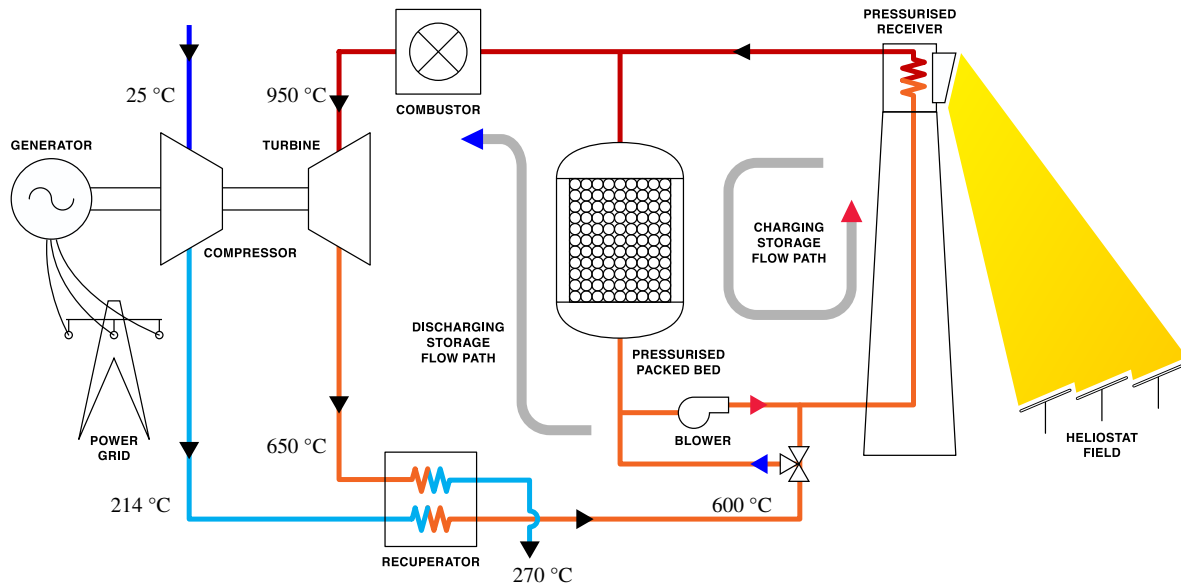 PRESSURISED
RECEIVER
25 °C
950 °C
COMBUSTOR
GENERATOR
TURBINE
COMPRESSOR
CHARGING
STORAGE
FLOW PATH
DISCHARGING
STORAGE
FLOW PATH
PRESSURISED
PACKED BED
BLOWER
POWER
GRID
650 °C
HELIOSTAT
FIELD
214 °C
600 °C
RECUPERATOR
270 °C